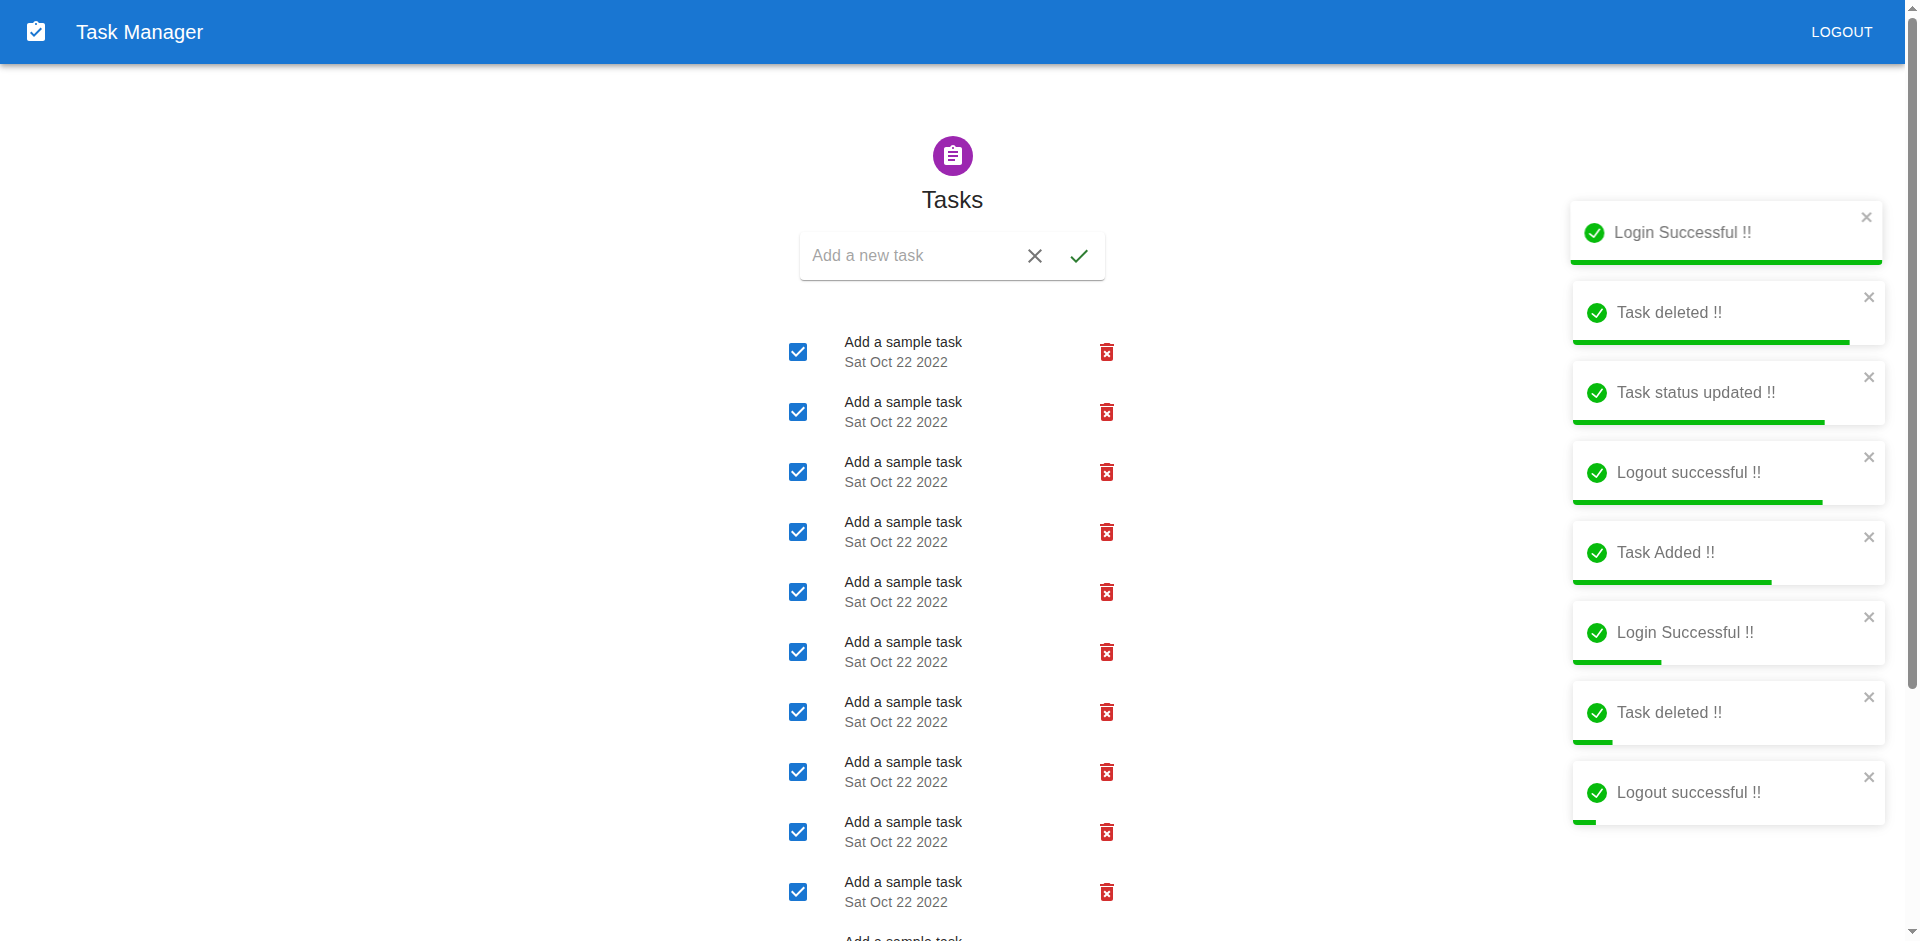 Task Manager
LOGOUT
Tasks
Add a new task
Add a sample task
Sat Oct 22 2022
Add a sample task
Sat Oct 22 2022
Add a sample task
Sat Oct 22 2022
Add a sample task
Sat Oct 22 2022
Add a sample task
Sat Oct 22 2022
Add a sample task
Sat Oct 22 2022
Add a sample task
Sat Oct 22 2022
Add a sample task
Sat Oct 22 2022
Add a sample task
Sat Oct 22 2022
Add a sample task
Sat Oct 22 2022
Add a sample task
Login Successful !!
Task deleted !!
Task status updated !!
Logout successful !!
Task Added !!
Login Successful !!
Task deleted !!
Logout successful !!